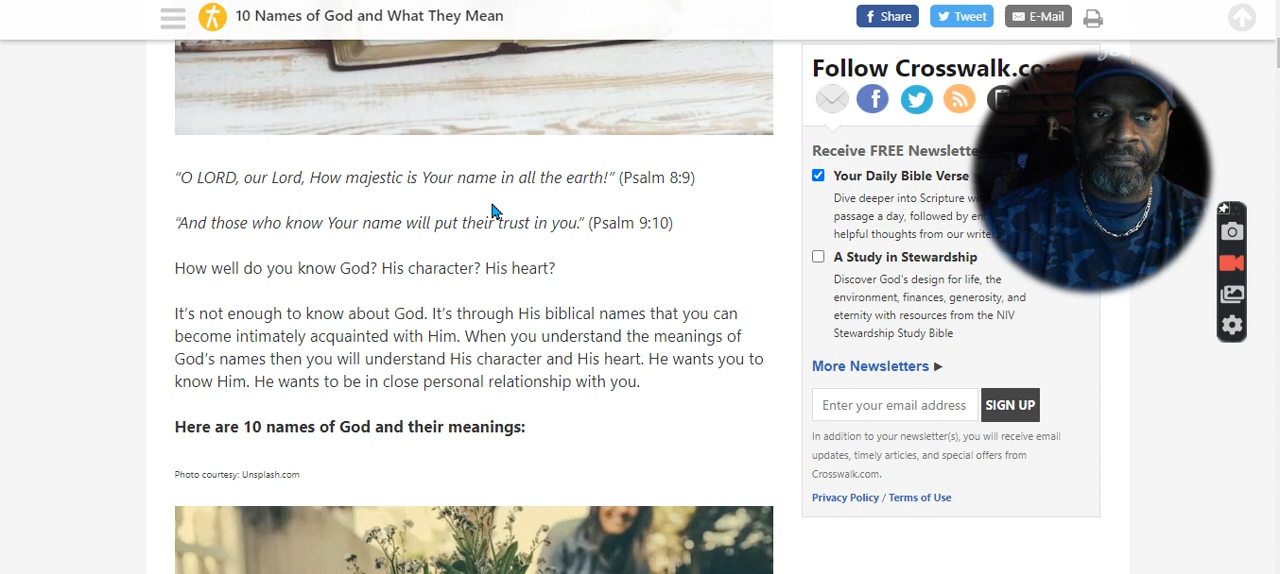 10 Names of God and What They Mean
Share
Tweet
E-Mail
“O LORD, our Lord, How majestic is Your name in all the earth!” (Psalm 8:9)
“And those who know Your name will put their trust in you.” (Psalm 9:10)
How well do you know God? His character? His heart?
It’s not enough to know about God. It’s through His biblical names that you can
become intimately acquainted with Him. When you understand the meanings of
God’s names then you will understand His character and His heart. He wants you to
know Him. He wants to be in close personal relationship with you.
Here are 10 names of God and their meanings:
Photo courtesy: Unsplash.com
Follow
Receive FREE
Your Daily Bible Verse
Dive deeper into Scripture
passage a day, followed by
helpful thoughts from our
A Study in Stewardship
Discover God's design for life, the
environment, finances, generosity, and
eternity with resources from the NIV
Stewardship Study Bible
More Newsletters ▶
Enter your email address
SIGN UP
In addition to your newsletter(s), you will receive email
updates, timely articles, and special offers from
Crosswalk.com.
Privacy Policy / Terms of Use